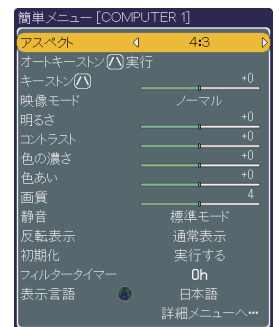 簡単メニュー [COMPUTER 1]
アスペクト 4:3
オートキーストン 実行
キーストン +0
映像モード ノーマル
明るさ +0
コントラスト +0
色の濃さ +0
色あい +0
画質 4
静音 標準モード
反転表示 通常表示
初期化 実行する
フィルタータイマー 0h
表示言語 日本語
詳細メニューへ…